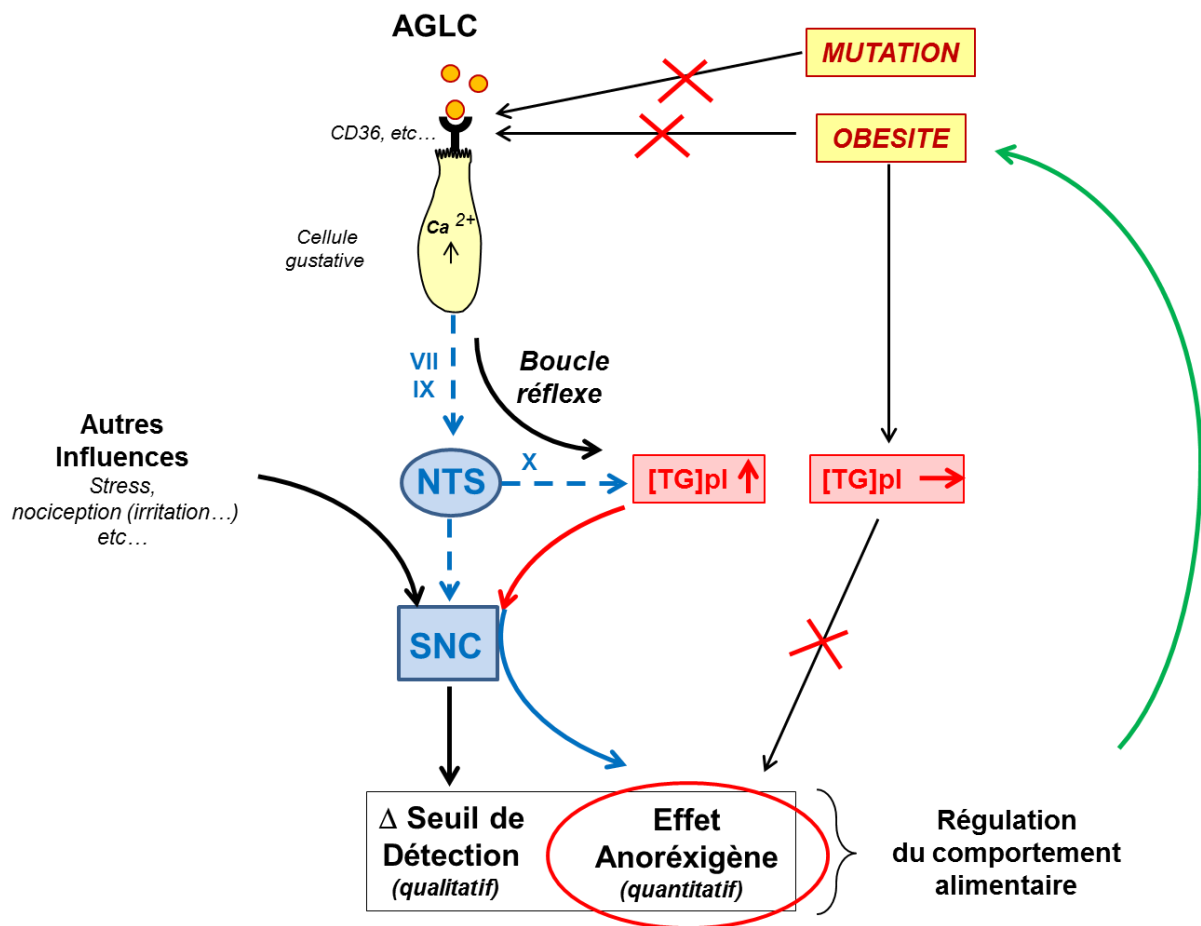 AGLC
MUTATION
CD36, etc…
OBESITE
Ca 2+
Cellule
gustative
VII
IX
Boucle
réflexe
Autres
Influences
Stress,
nociception (irritation…)
etc…
NTS
X
[TG]pl
[TG]pl
SNC
Δ Seuil de
Détection
(qualitatif)
Effet
Anoréxigène
(quantitatif)
Régulation
du comportement
alimentaire